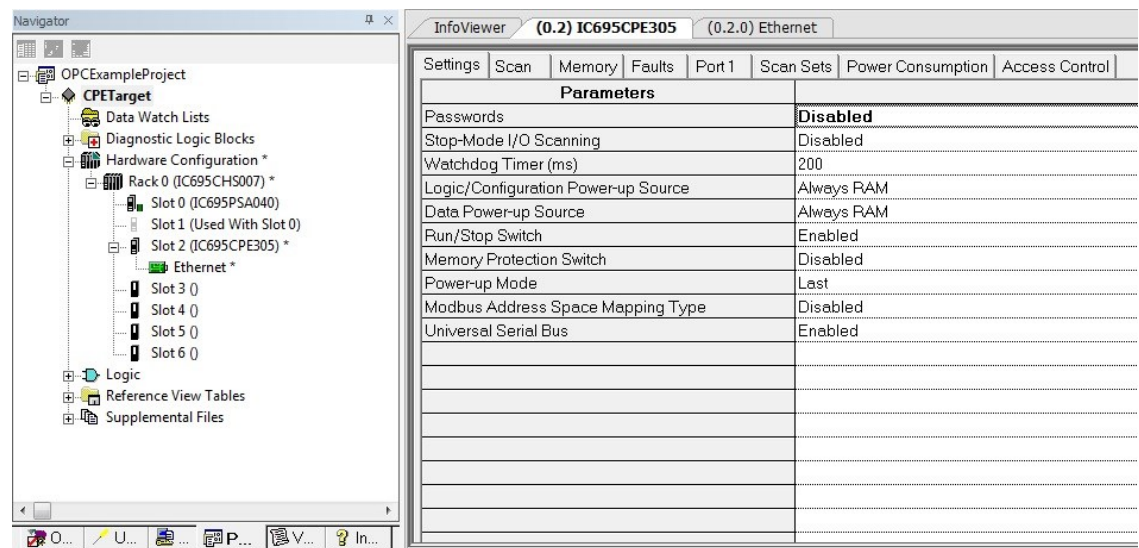 Navigator
OPCExampleProject
CPETarget
Data Watch Lists
Diagnostic Logic Blocks
Hardware Configuration *
Rack 0 (IC695CHS007) *
Slot 0 (IC695PSA040)
Slot 1 (Used With Slot 0)
Slot 2 (IC695CPE305) *
Ethernet *
Slot 3 ()
Slot 4 ()
Slot 5 ()
Slot 6 ()
Logic
Reference View Tables
Supplemental Files
O... U... ... P... V... In...
InfoViewer (0.2) IC695CPE305 (0.2.0) Ethernet
Settings Scan Memory Faults Port 1 Scan Sets Power Consumption Access Control
Parameters
Passwords Disabled
Stop-Mode I/O Scanning Disabled
Watchdog Timer (ms) 200
Logic/Configuration Power-up Source Always RAM
Data Power-up Source Always RAM
Run/Stop Switch Enabled
Memory Protection Switch Disabled
Power-up Mode Last
Modbus Address Space Mapping Type Disabled
Universal Serial Bus Enabled